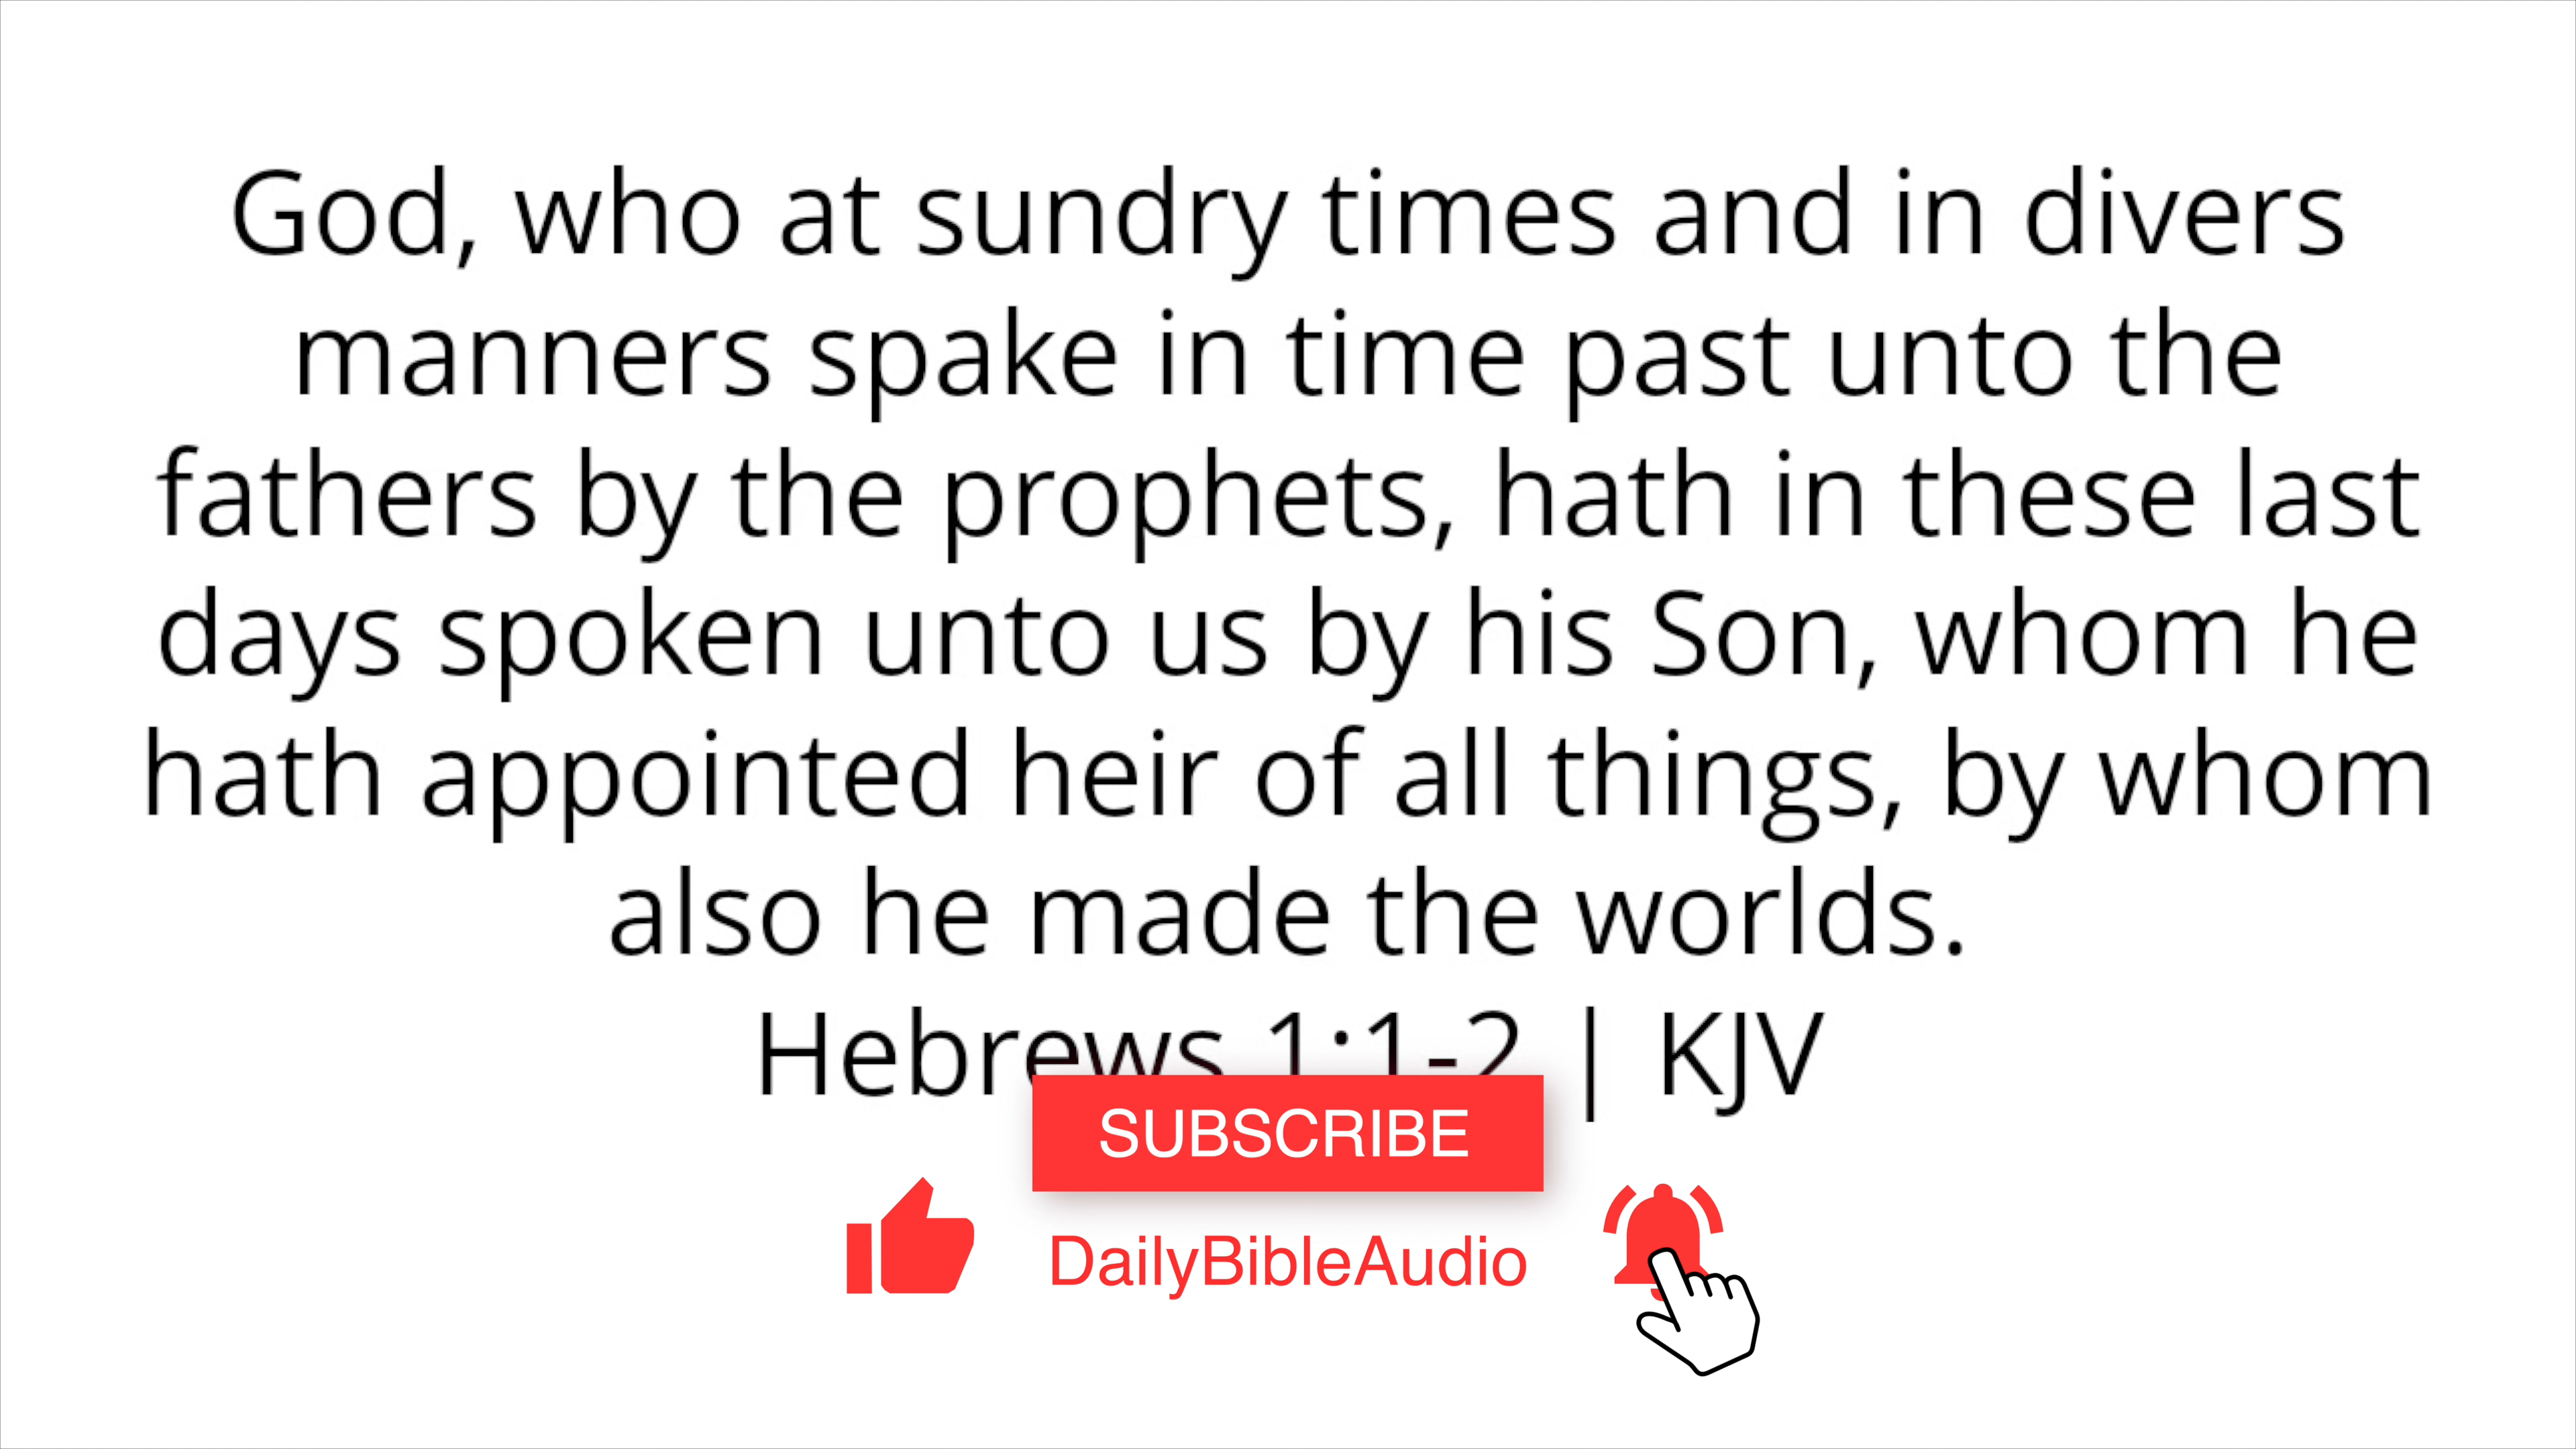 God, who at sundry times and in divers
manners spake in time past unto the
fathers by the prophets, hath in these last
days spoken unto us by his Son, whom he
hath appointed heir of all things, by whom
also he made the worlds.
Hebrews 1:1-2 | KJV
SUBSCRIBE
DailyBibleAudio